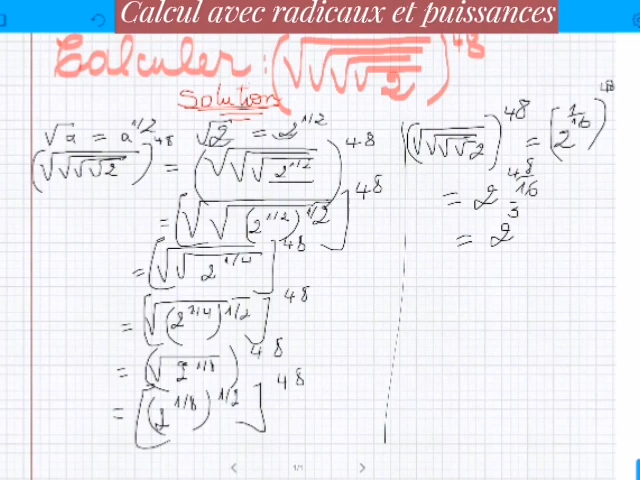 Calcul avec radicaux et puissances
Calculer : (√√√√2)^48
Solution
√a = a^1/2 √2 = 2^1/2
(√√√√2)^48 = (√√√2^1/2)^48
= [√√(2^1/2)^1/2]^48
= [√√2^1/4]^48
= [√(2^1/4)^1/2]^48
= (√2^1/8)^48
= [(2^1/8)^1/2]^48
(√√√√2)^48 = [2^1/16]^48
= 2^48/16
= 2^3
1/1